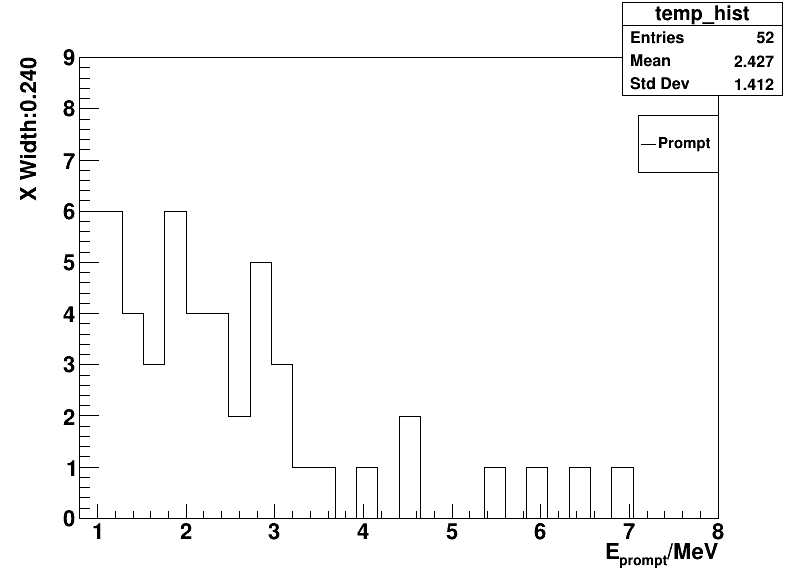 temp_hist
Entries 52
Mean 2.427
Std Dev 1.412
Prompt
X Width:0.240
9
8
7
6
5
4
3
2
1
0
1 2 3 4 5 6 7 8
E_prompt/MeV